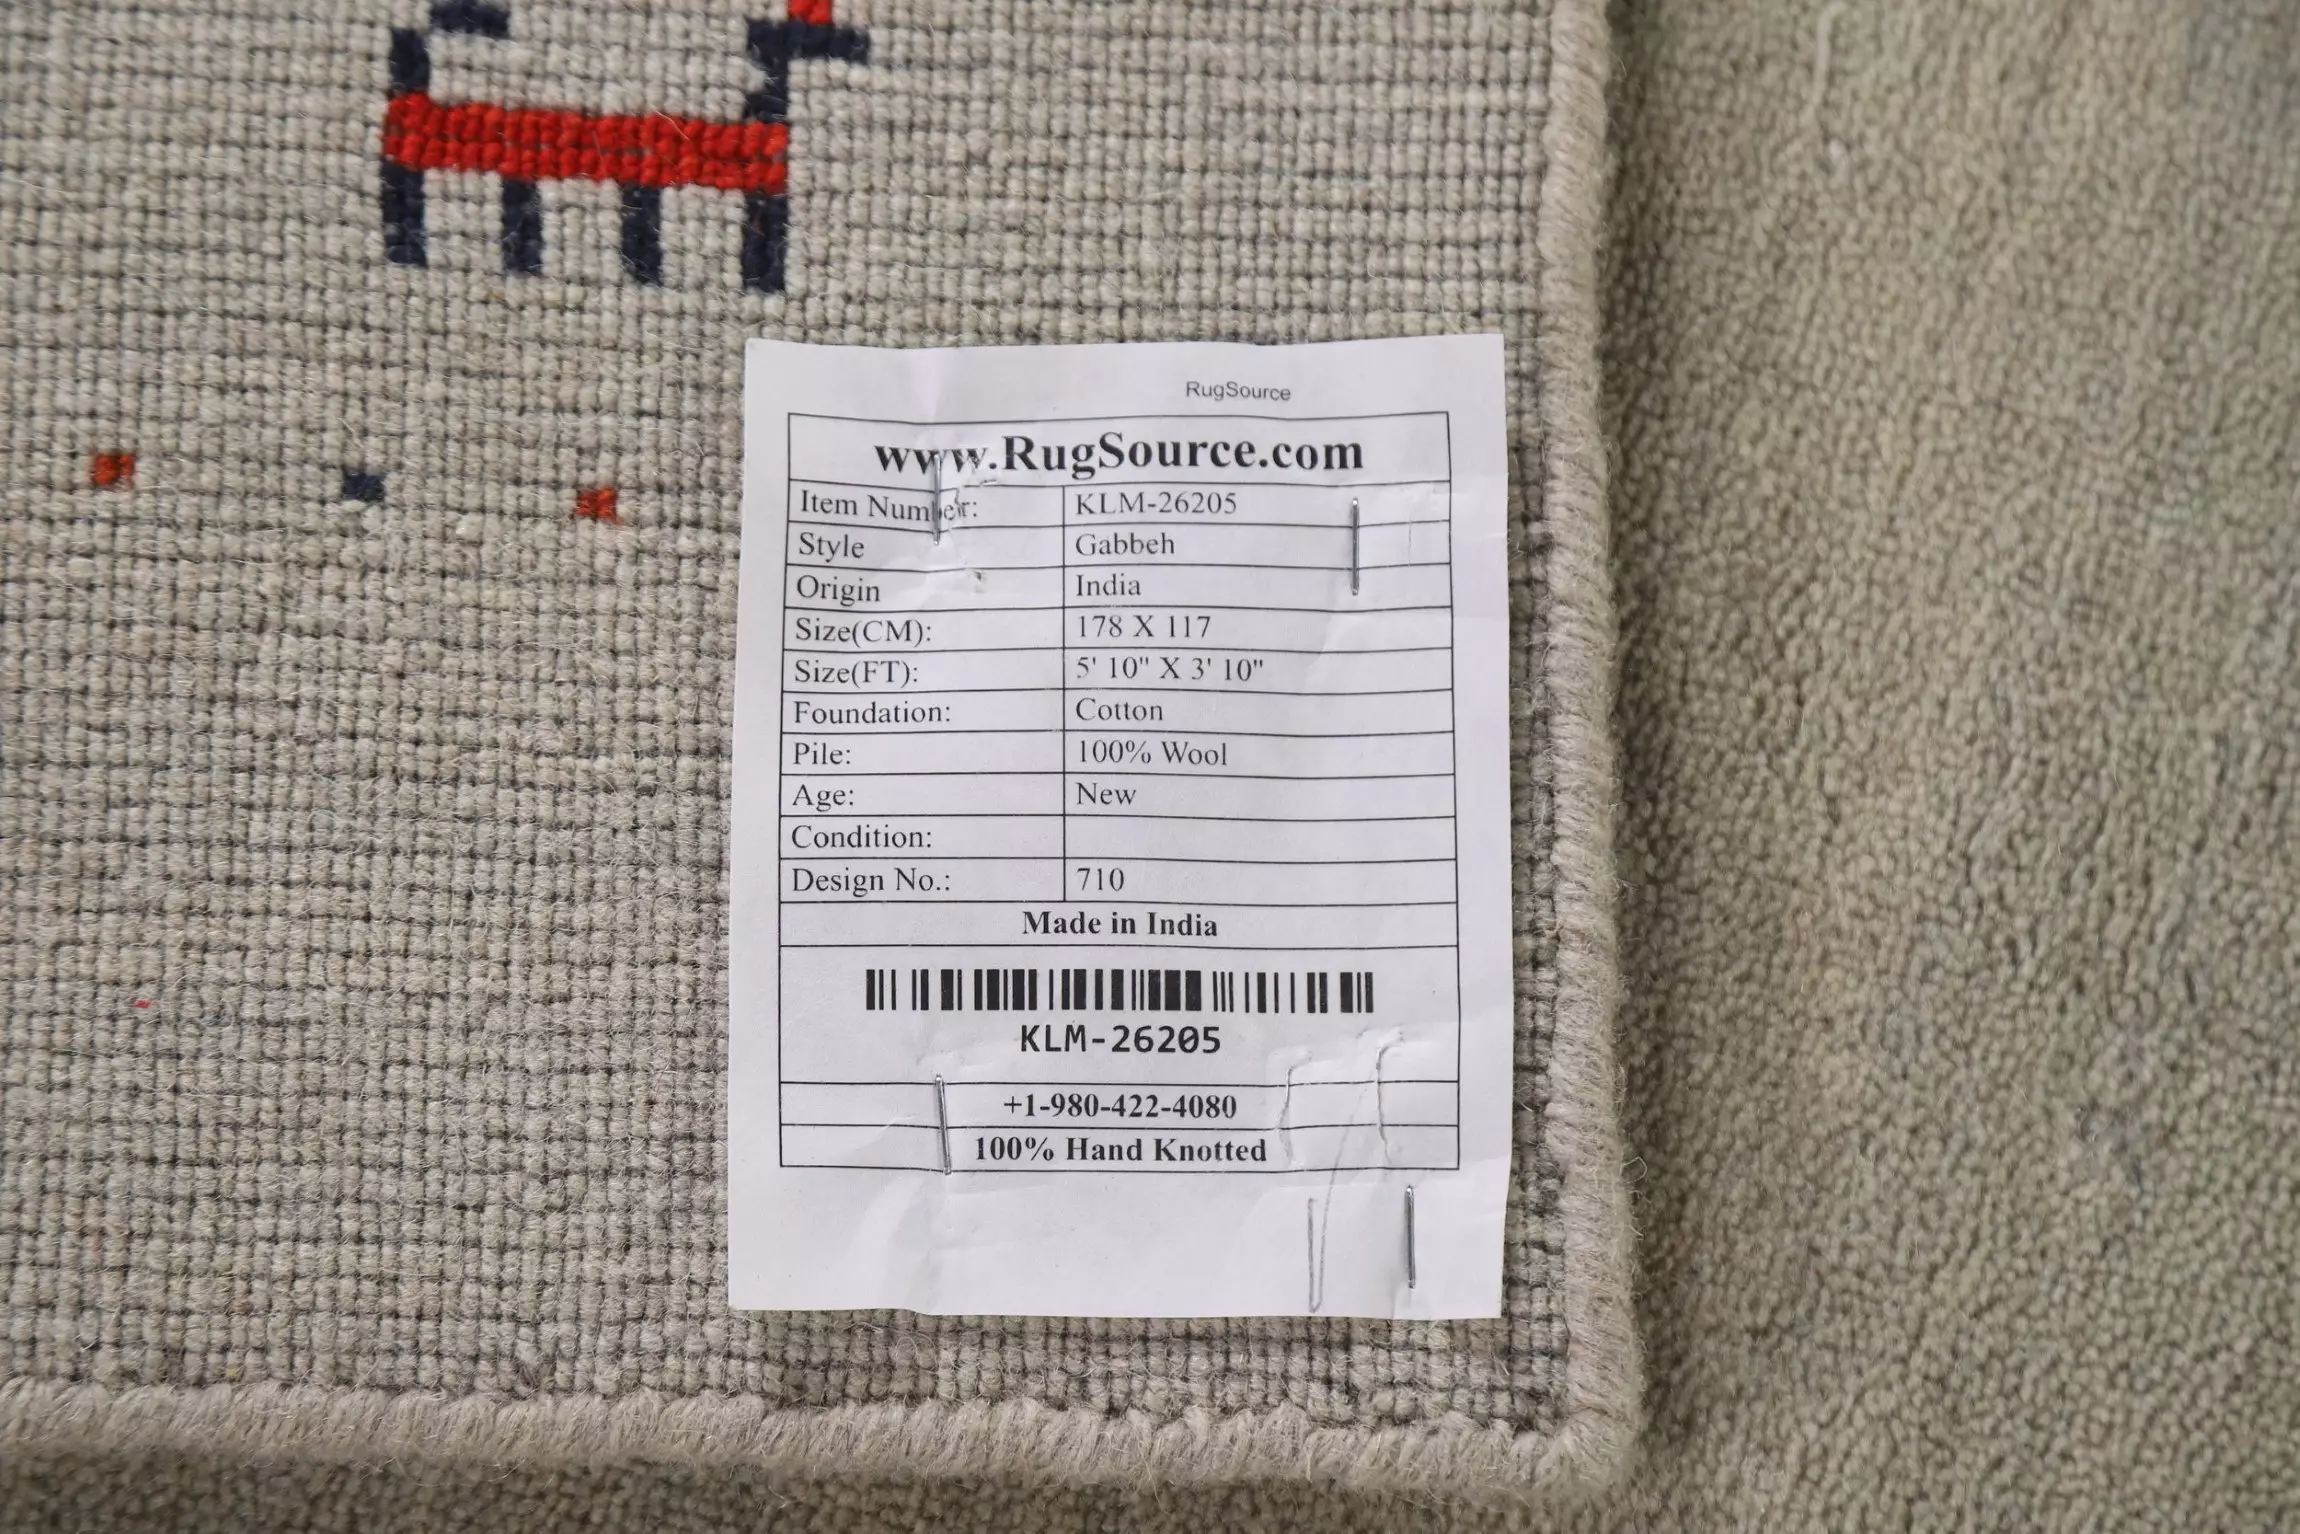 RugSource
www.RugSource.com
Item Number: KLM-26205
Style Gabbeh
Origin India
Size(CM): 178 X 117
Size(FT): 5' 10" X 3' 10"
Foundation: Cotton
Pile: 100% Wool
Age: New
Condition:
Design No.: 710
Made in India
KLM-26205
+1-980-422-4080
100% Hand Knotted